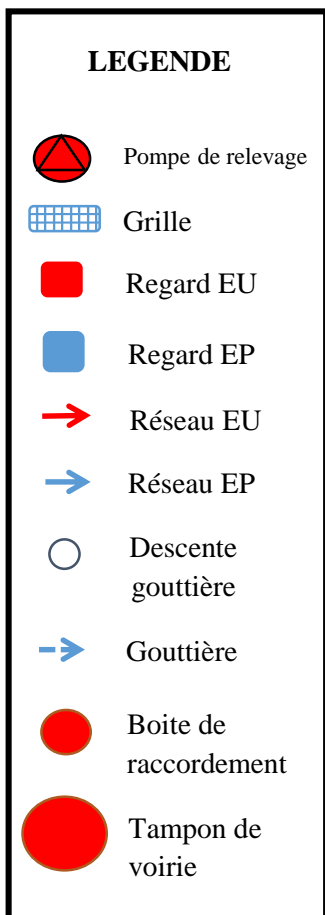 LEGENDE
Pompe de relevage
Grille
Regard EU
Regard EP
Réseau EU
Réseau EP
Descente
gouttière
Gouttière
Boite de
raccordement
Tampon de
voirie